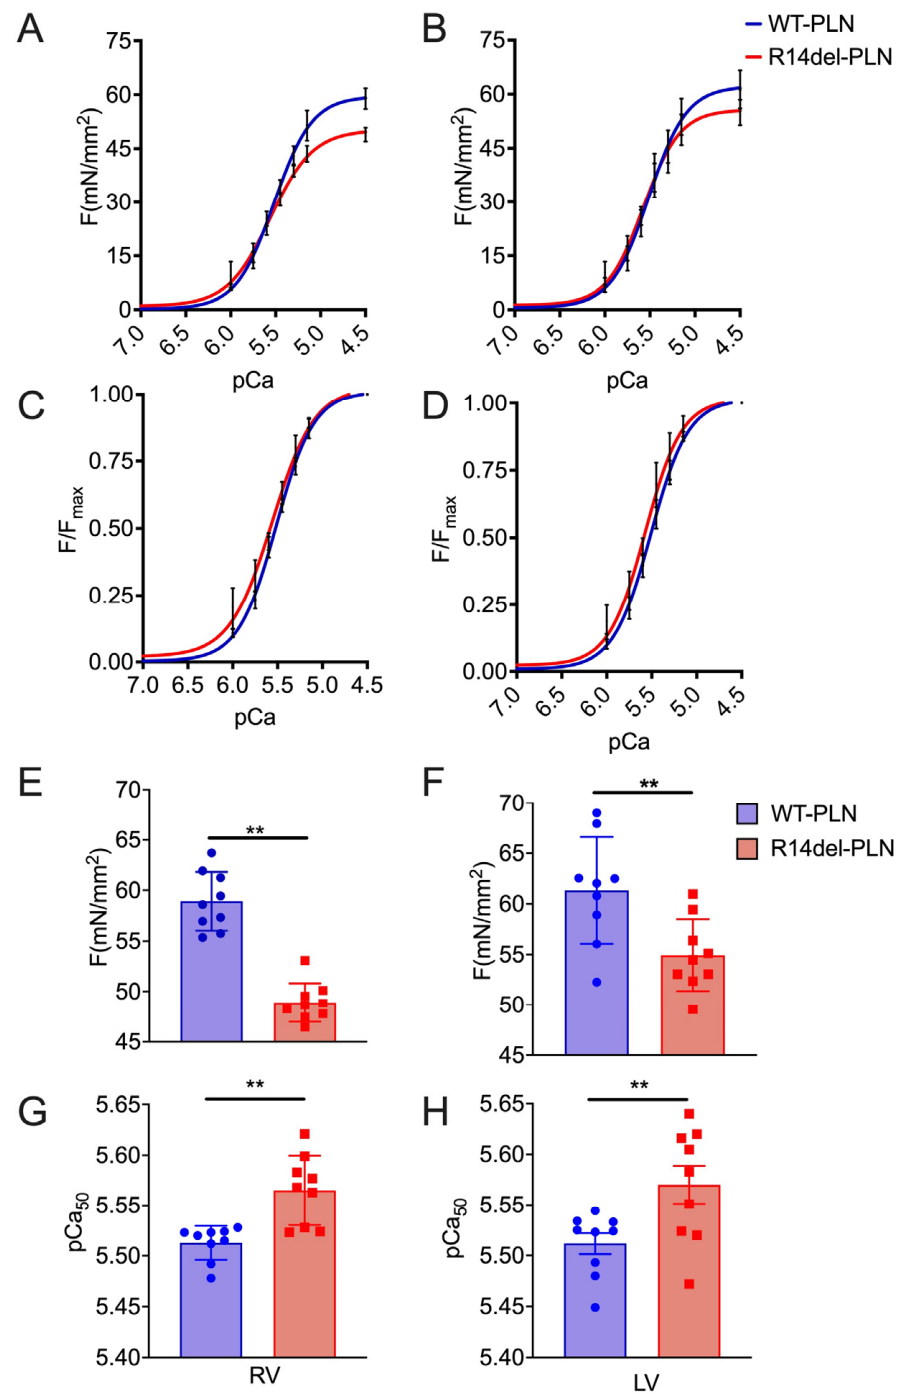 A
B
WT-PLN
R14del-PLN
75
60
45
30
15
0
F(mN/mm2)
7.0 6.5 6.0 5.5 5.0 4.5
pCa
75
60
45
30
15
0
F(mN/mm2)
7.0 6.5 6.0 5.5 5.0 4.5
pCa
C
1.00
0.75
0.50
0.25
0.00
F/Fmax
7.0 6.5 6.0 5.5 5.0 4.5
pCa
D
1.00
0.75
0.50
0.25
0.00
F/Fmax
7.0 6.5 6.0 5.5 5.0 4.5
pCa
E
70
65
60
55
50
45
F(mN/mm2)
**
F
70
65
60
55
50
45
F(mN/mm2)
**
WT-PLN
R14del-PLN
G
5.65
5.60
5.55
5.50
5.45
5.40
pCa50
**
RV
H
5.65
5.60
5.55
5.50
5.45
5.40
pCa50
**
LV